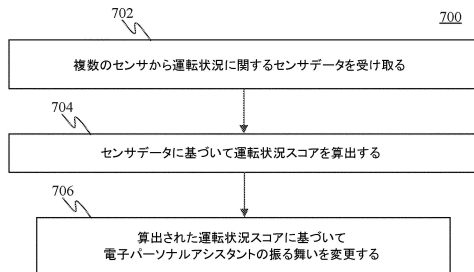 702
700
複数のセンサから運転状況に関するセンサデータを受け取る
704
センサデータに基づいて運転状況スコアを算出する
706
算出された運転状況スコアに基づいて
電子パーソナルアシスタントの振る舞いを変更する